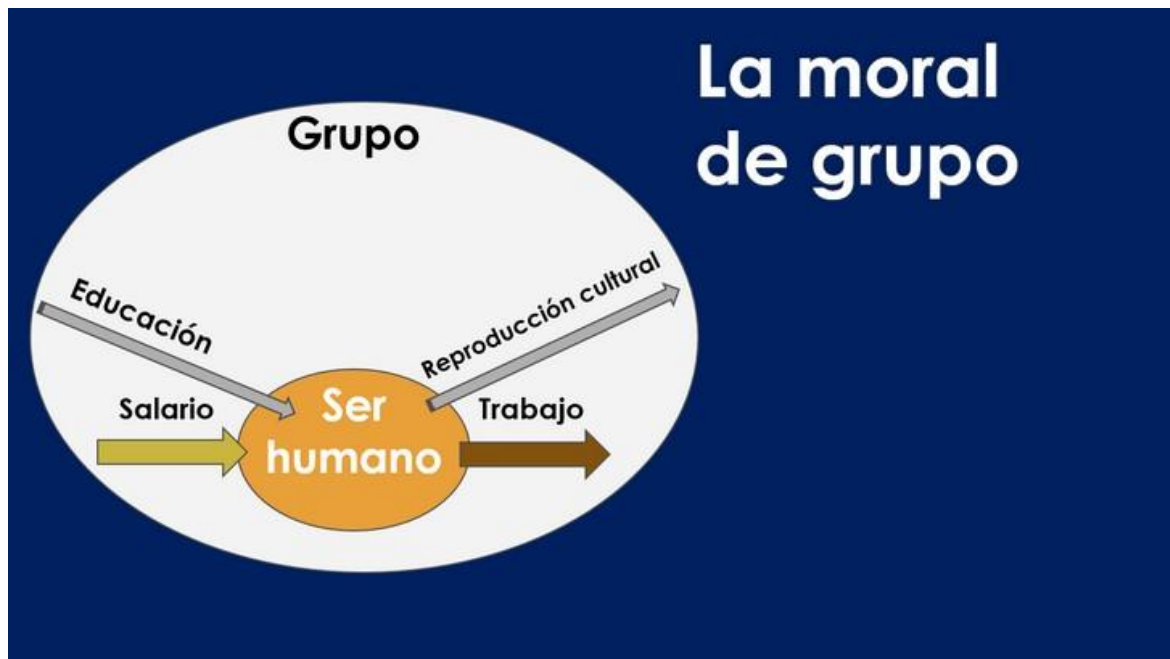 La moral
de grupo
Grupo
Educación
Reproducción cultural
Salario
Ser
humano
Trabajo